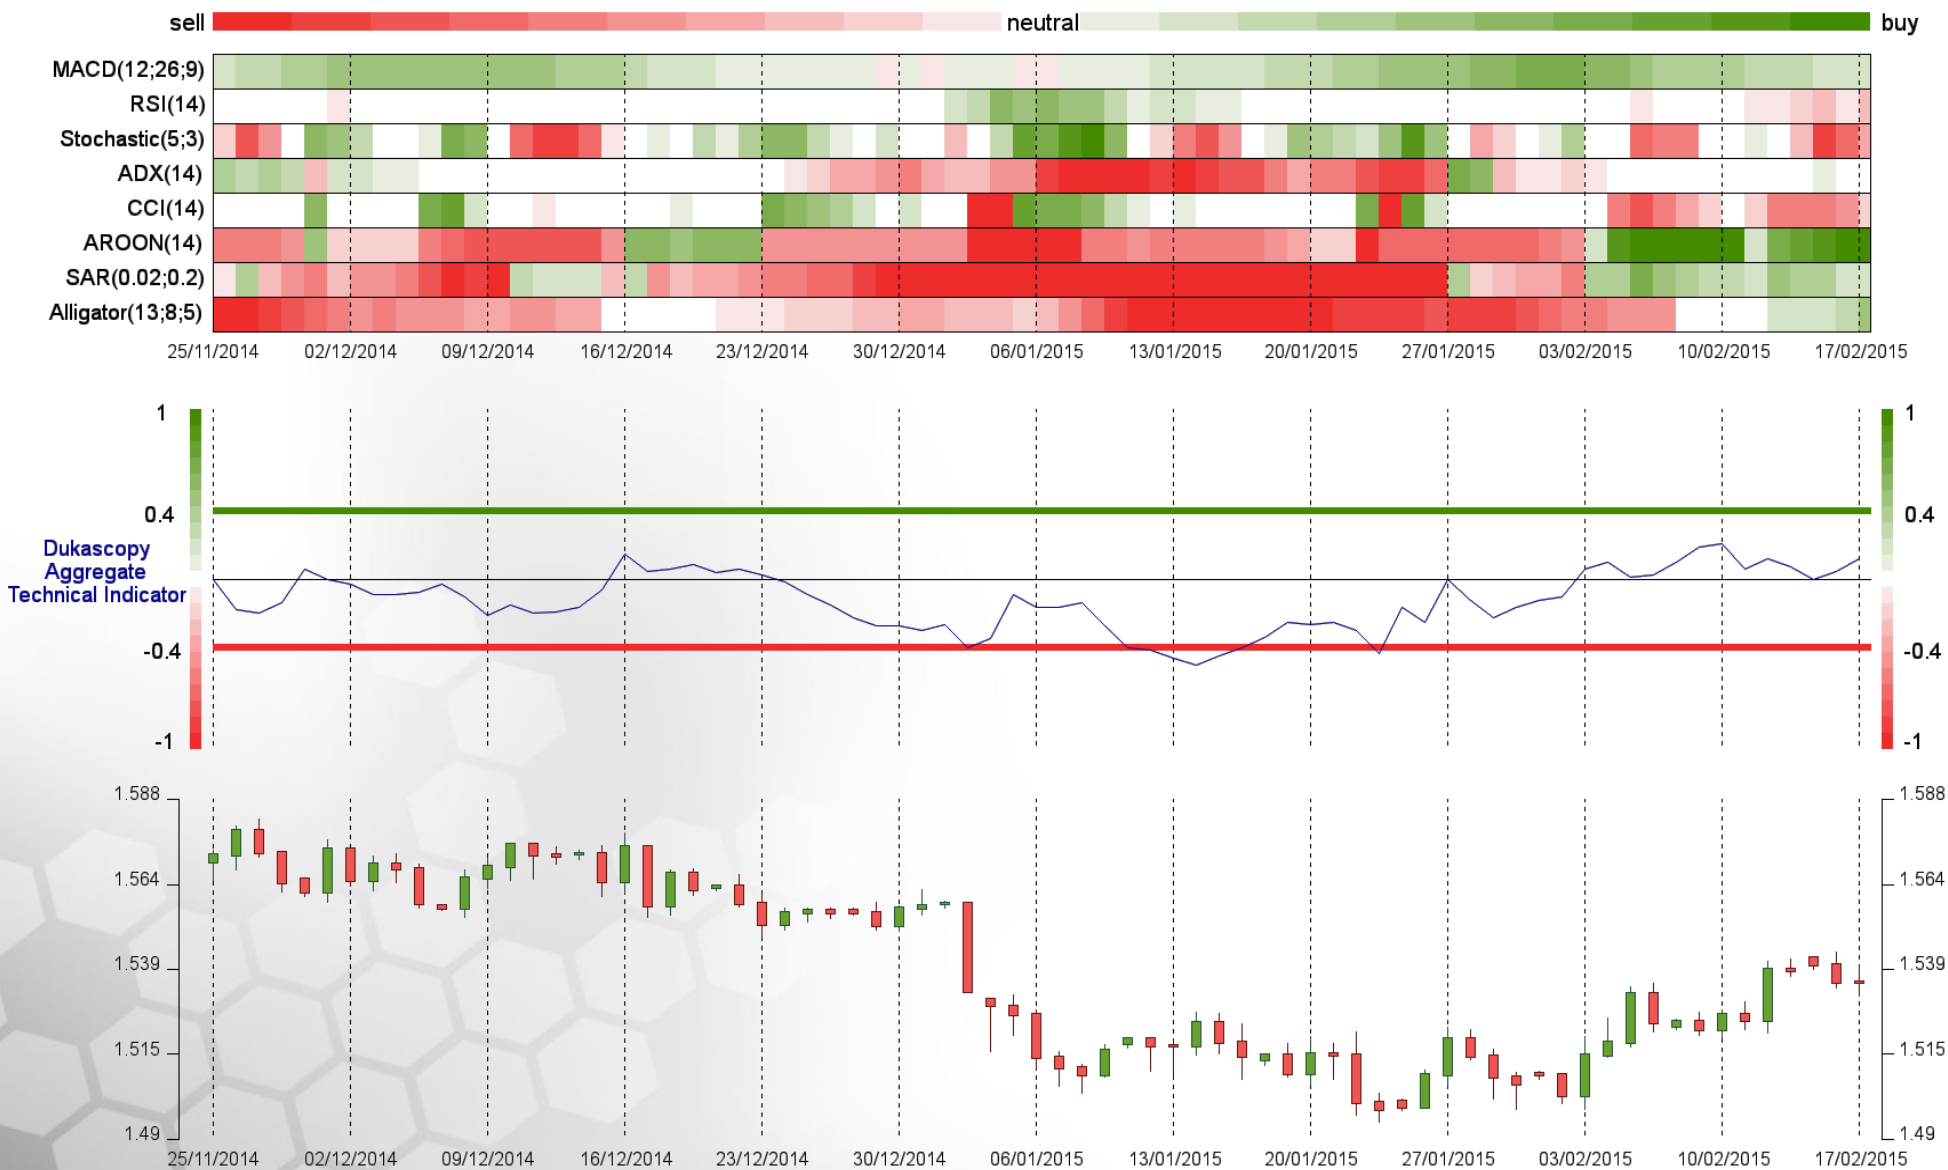 sell neutral buy
MACD(12;26;9)
RSI(14)
Stochastic(5;3)
ADX(14)
CCI(14)
AROON(14)
SAR(0.02;0.2)
Alligator(13;8;5)
25/11/2014 02/12/2014 09/12/2014 16/12/2014 23/12/2014 30/12/2014 06/01/2015 13/01/2015 20/01/2015 27/01/2015 03/02/2015 10/02/2015 17/02/2015
1 1
0.4 0.4
Dukascopy
Aggregate
Technical Indicator
-0.4 -0.4
-1 -1
1.588 1.588
1.564 1.564
1.539 1.539
1.515 1.515
1.49 1.49
25/11/2014 02/12/2014 09/12/2014 16/12/2014 23/12/2014 30/12/2014 06/01/2015 13/01/2015 20/01/2015 27/01/2015 03/02/2015 10/02/2015 17/02/2015